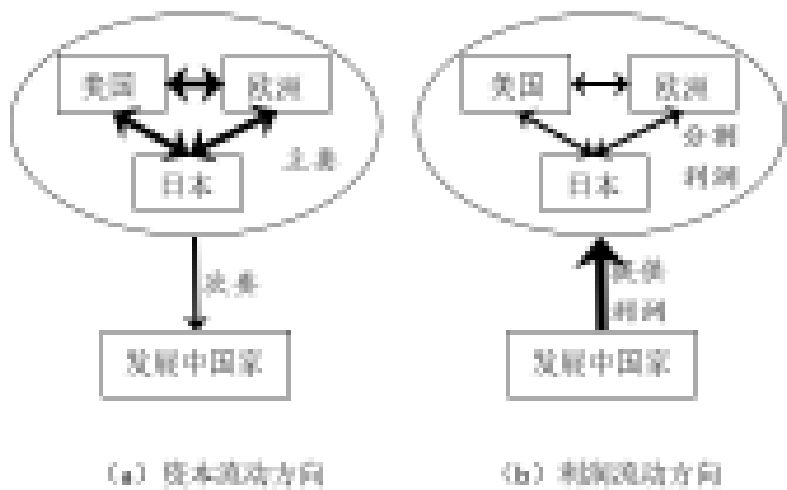 美国
欧洲
日本
主要
次要
发展中国家
(a) 资本流动方向
美国
欧洲
日本
分割
利润
提供
利润
发展中国家
(b) 利润流动方向